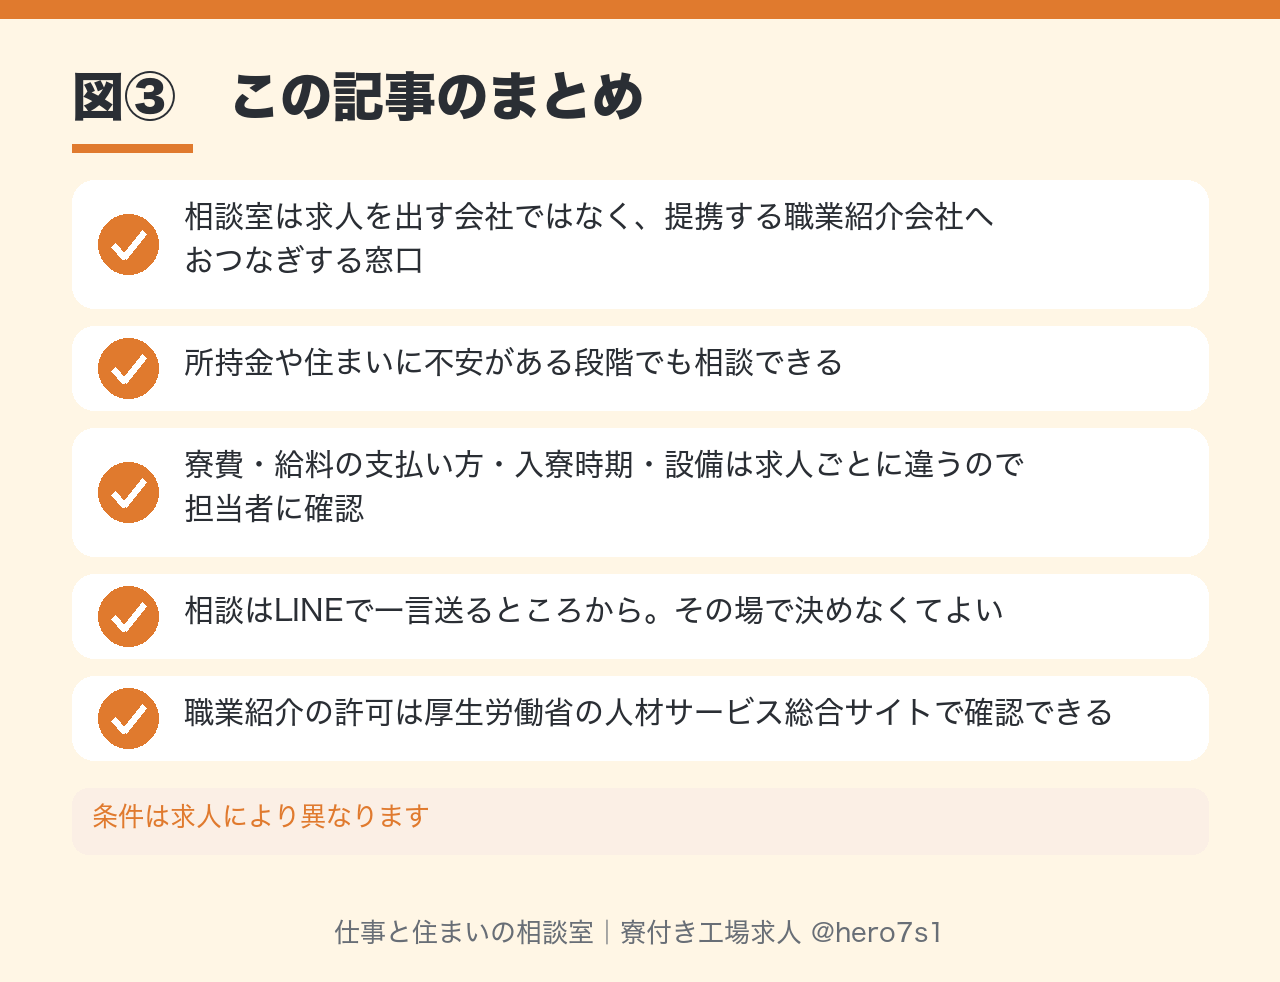 図③　この記事のまとめ
相談室は求人を出す会社ではなく、提携する職業紹介会社へ
おつなぎする窓口
所持金や住まいに不安がある段階でも相談できる
寮費・給料の支払い方・入寮時期・設備は求人ごとに違うので
担当者に確認
相談はLINEで一言送るところから。その場で決めなくてよい
職業紹介の許可は厚生労働省の人材サービス総合サイトで確認できる
条件は求人により異なります
仕事と住まいの相談室｜寮付き工場求人 @hero7s1